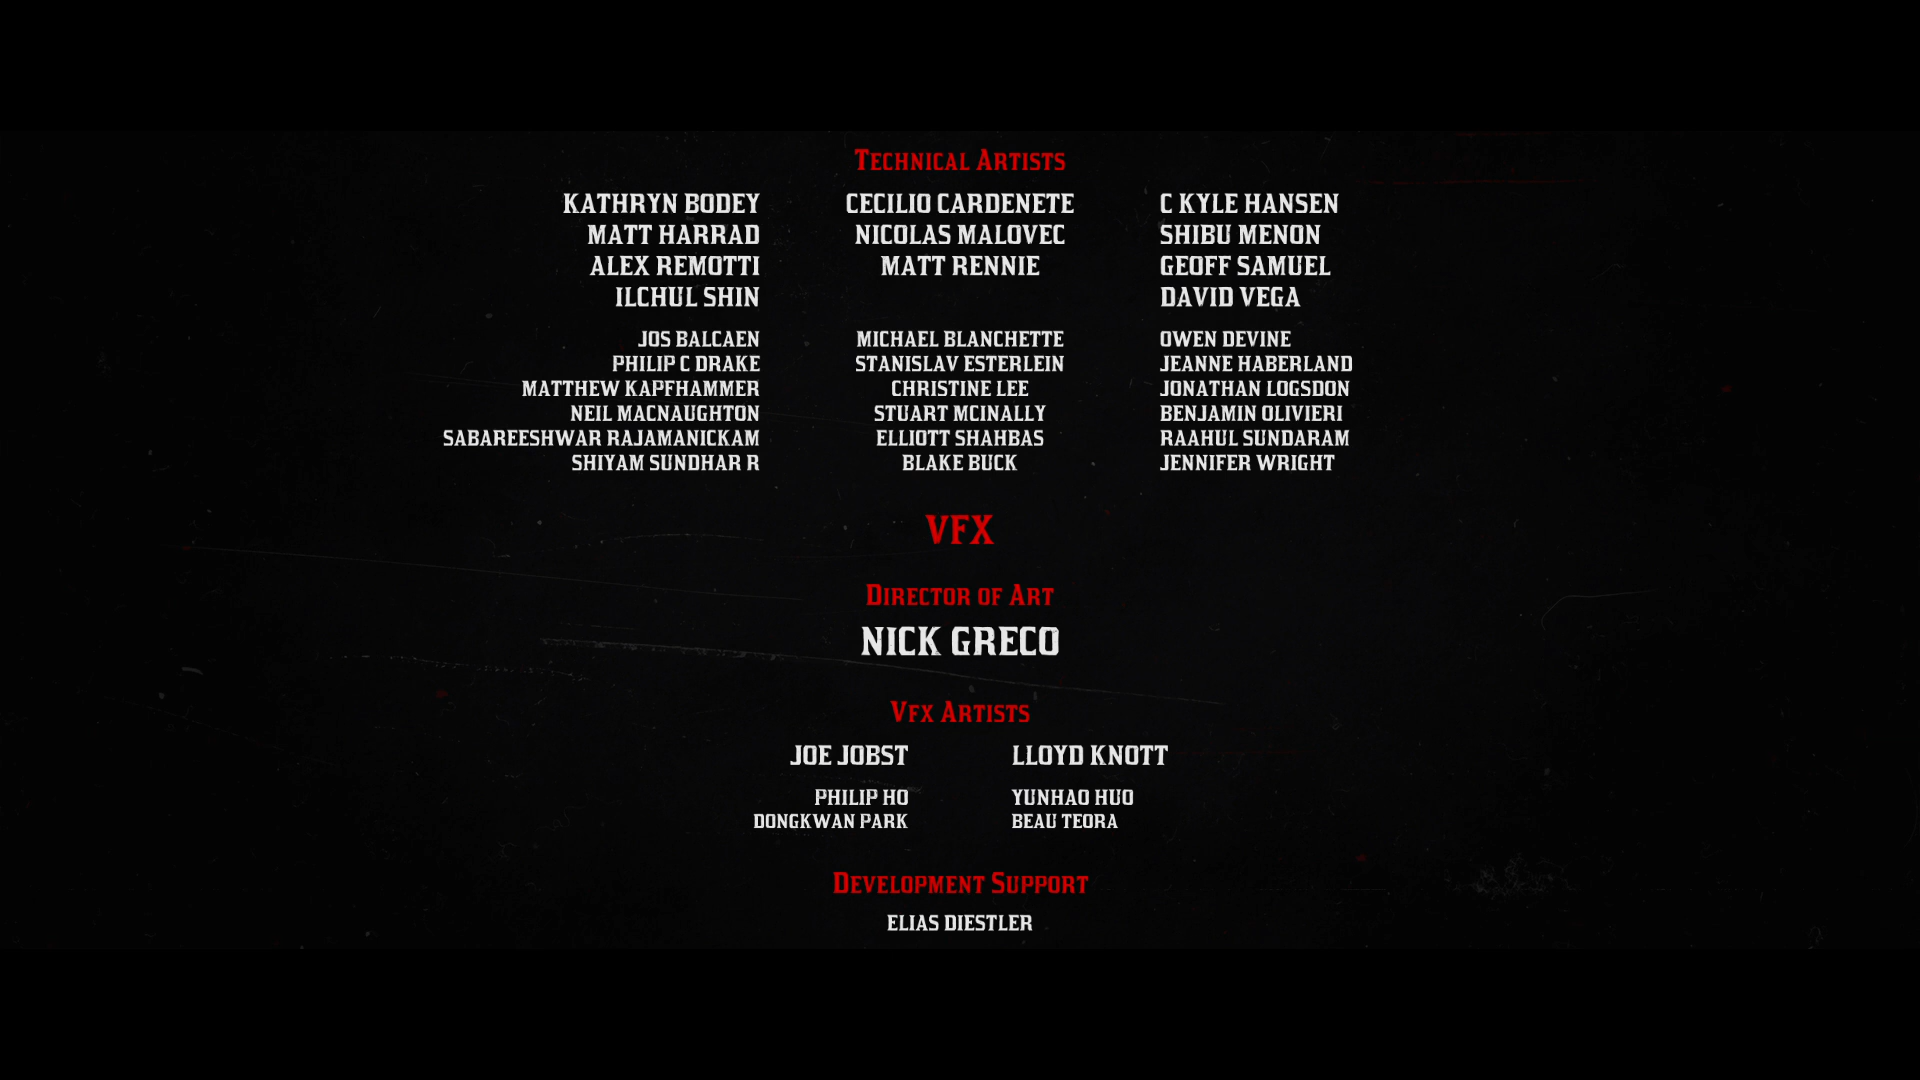 Technical Artists
KATHRYN BODEY CECILIO CARDENETE C KYLE HANSEN
MATT HARRAD NICOLAS MALOVEC SHIBU MENON
ALEX REMOTTI MATT RENNIE GEOFF SAMUEL
ILCHUL SHIN DAVID VEGA
JOS BALCAEN MICHAEL BLANCHETTE OWEN DEVINE
PHILIP C DRAKE STANISLAV ESTERLEIN JEANNE HABERLAND
MATTHEW KAPFHAMMER CHRISTINE LEE JONATHAN LOGSDON
NEIL MACNAUGHTON STUART MCINALLY BENJAMIN OLIVIERI
SABAREESHWAR RAJAMANICKAM ELLIOTT SHAHBAS RAAHUL SUNDARAM
SHIYAM SUNDHAR R BLAKE BUCK JENNIFER WRIGHT
VFX
Director of Art
NICK GRECO
Vfx Artists
JOE JOBST LLOYD KNOTT
PHILIP HO YUNHAO HUO
DONGKWAN PARK BEAU TEORA
Development Support
ELIAS DIESTLER